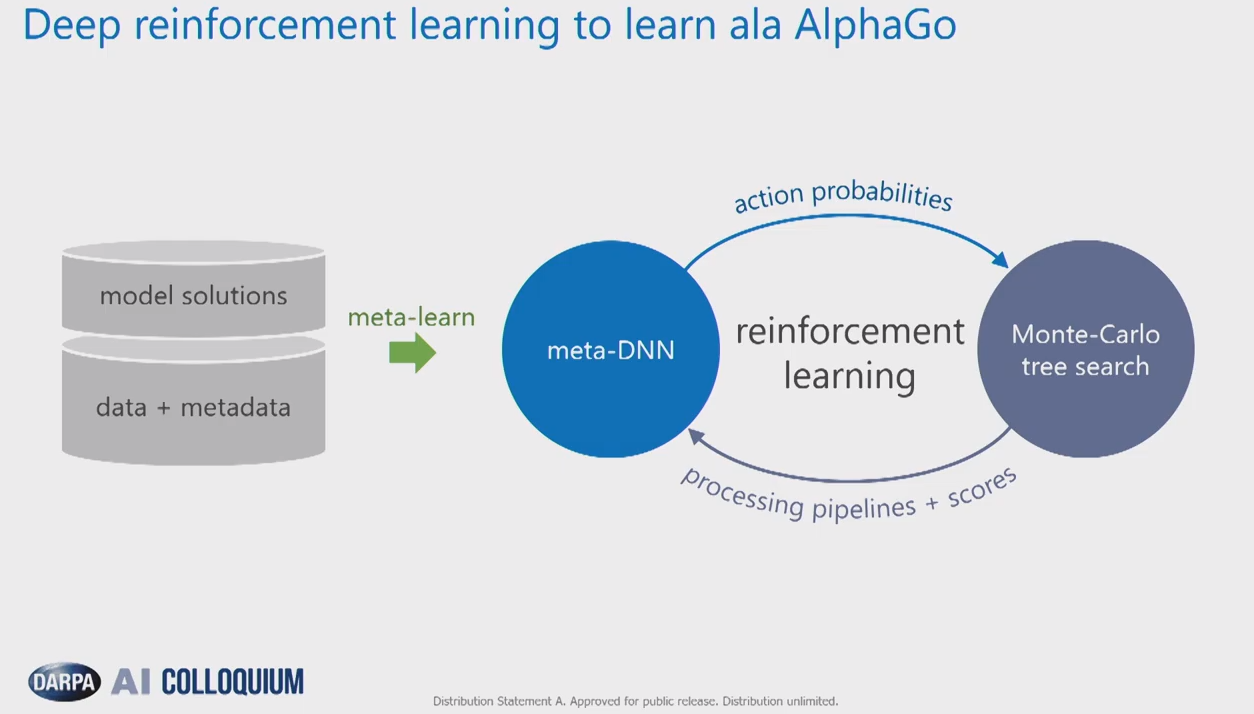 Deep reinforcement learning to learn ala AlphaGo
action probabilities
model solutions
meta-learn
data + metadata
meta-DNN
reinforcement
learning
Monte-Carlo
tree search
processing pipelines + scores
DARPA AI COLLOQUIUM
Distribution Statement A. Approved for public release. Distribution unlimited.